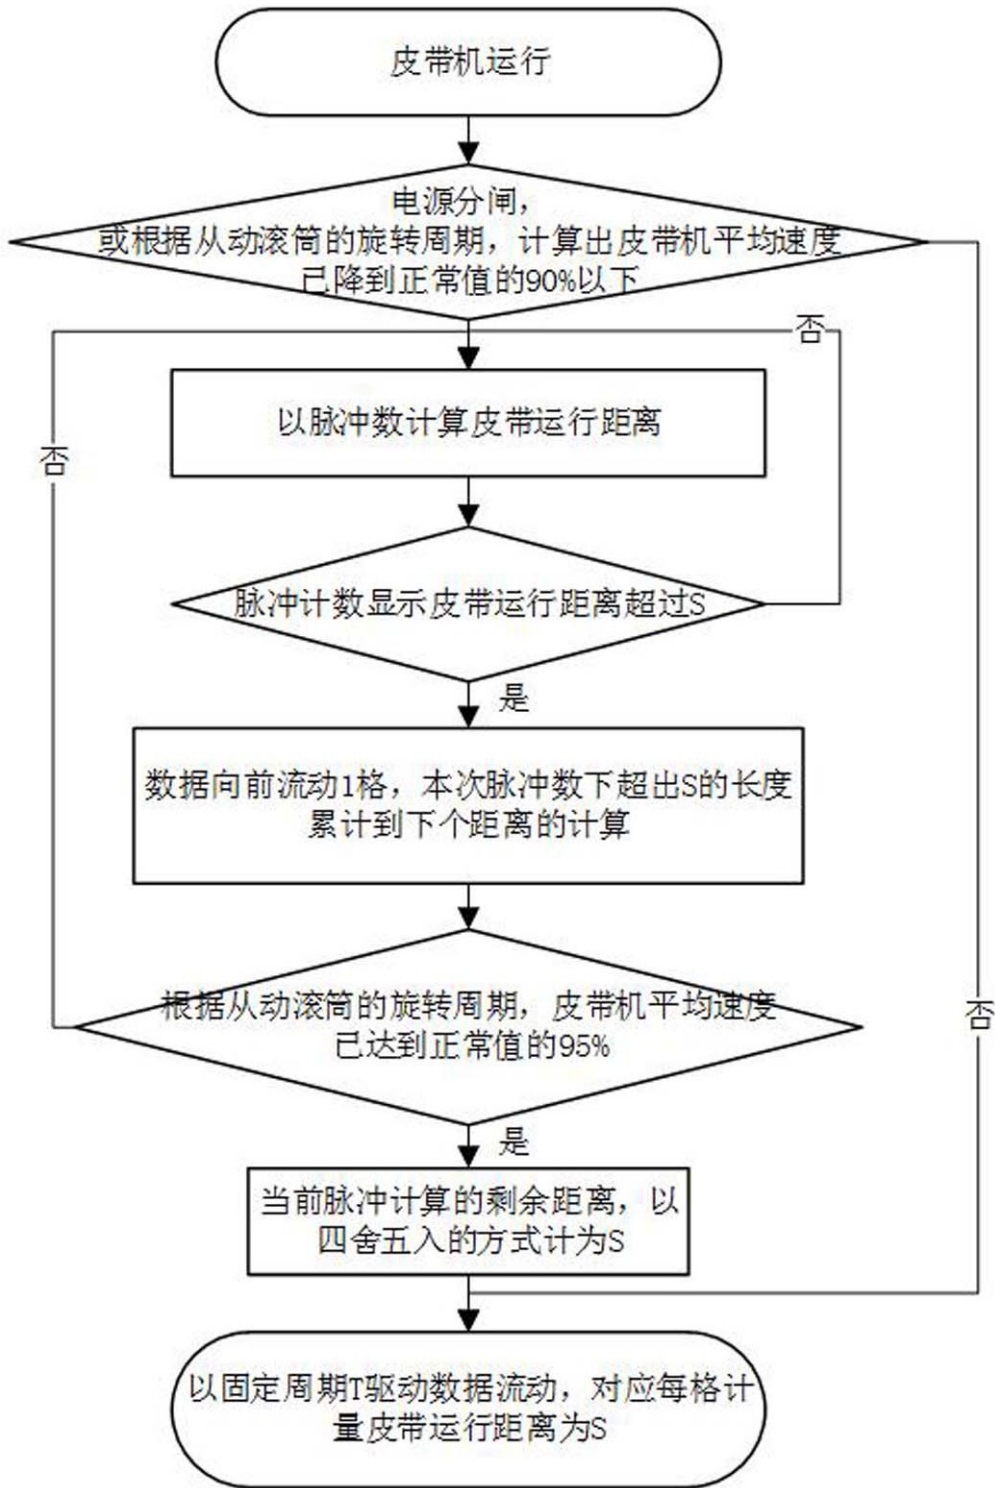 皮带机运行
电源分闸，
或根据从动滚筒的旋转周期，计算出皮带机平均速度
已降到正常值的90%以下
否
以脉冲数计算皮带运行距离
否
脉冲计数显示皮带运行距离超过S
是
数据向前流动1格，本次脉冲数下超出S的长度
累计到下个距离的计算
根据从动滚筒的旋转周期，皮带机平均速度
已达到正常值的95%
否
是
当前脉冲计算的剩余距离，以
四舍五入的方式计为S
以固定周期T驱动数据流动，对应每格计
量皮带运行距离为S